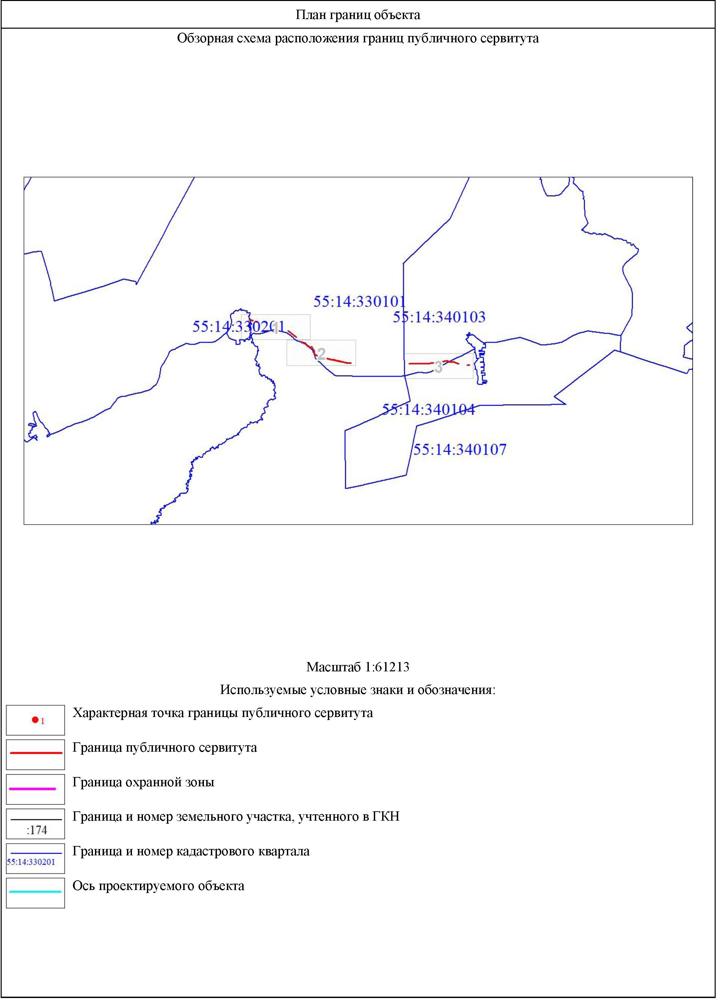 План границ объекта
Обзорная схема расположения границ публичного сервитута
55:14:330101
55:14:340103
55:14:330201
1
2
3
55:14:340104
55:14:340107
Масштаб 1:61213
Используемые условные знаки и обозначения:
1
Характерная точка границы публичного сервитута
Граница публичного сервитута
Граница охранной зоны
Граница и номер земельного участка, учтенного в ГКН
:174
Граница и номер кадастрового квартала
55:14:330201
Ось проектируемого объекта